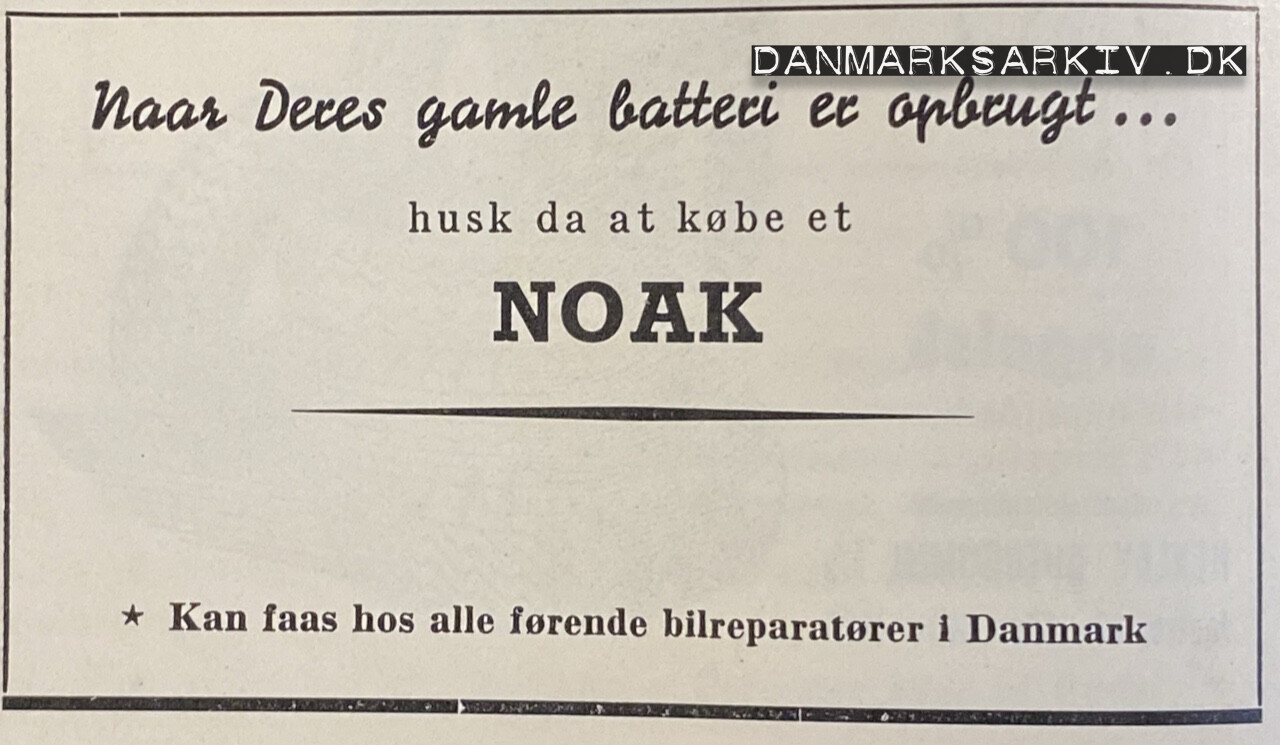 DANMARKSARKIV.DK
Naar Deres gamle batteri er opbrugt...
husk da at købe et
NOAK
★ Kan faas hos alle førende bilreparatører i Danmark